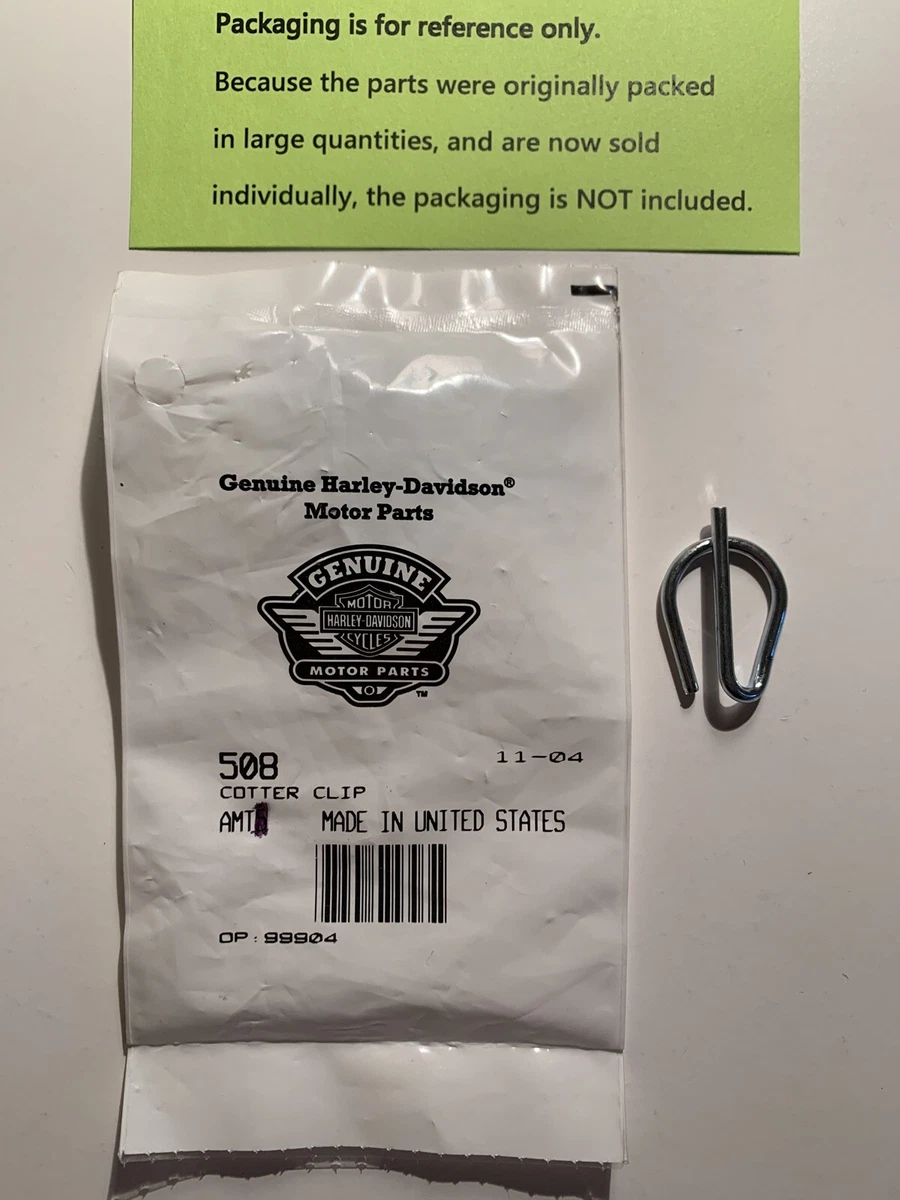 Packaging is for reference only.
Because the parts were originally packed
in large quantities, and are now sold
individually, the packaging is NOT included.
Genuine Harley-Davidson®
Motor Parts
GENUINE
MOTOR
HARLEY-DAVIDSON
CYCLES
MOTOR PARTS
TM
508
11-04
COTTER CLIP
AMT
MADE IN UNITED STATES
OP:99904